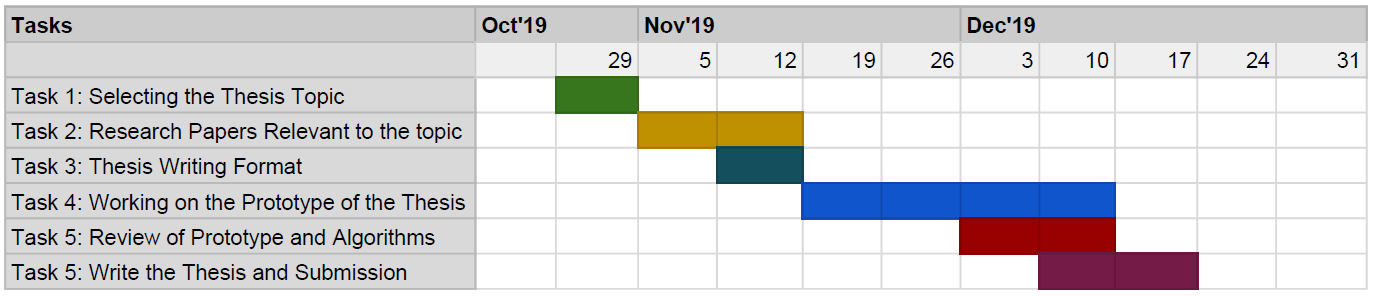 Tasks Oct'19 Nov'19 Dec'19
29 5 12 19 26 3 10 17 24 31
Task 1: Selecting the Thesis Topic
Task 2: Research Papers Relevant to the topic
Task 3: Thesis Writing Format
Task 4: Working on the Prototype of the Thesis
Task 5: Review of Prototype and Algorithms
Task 5: Write the Thesis and Submission